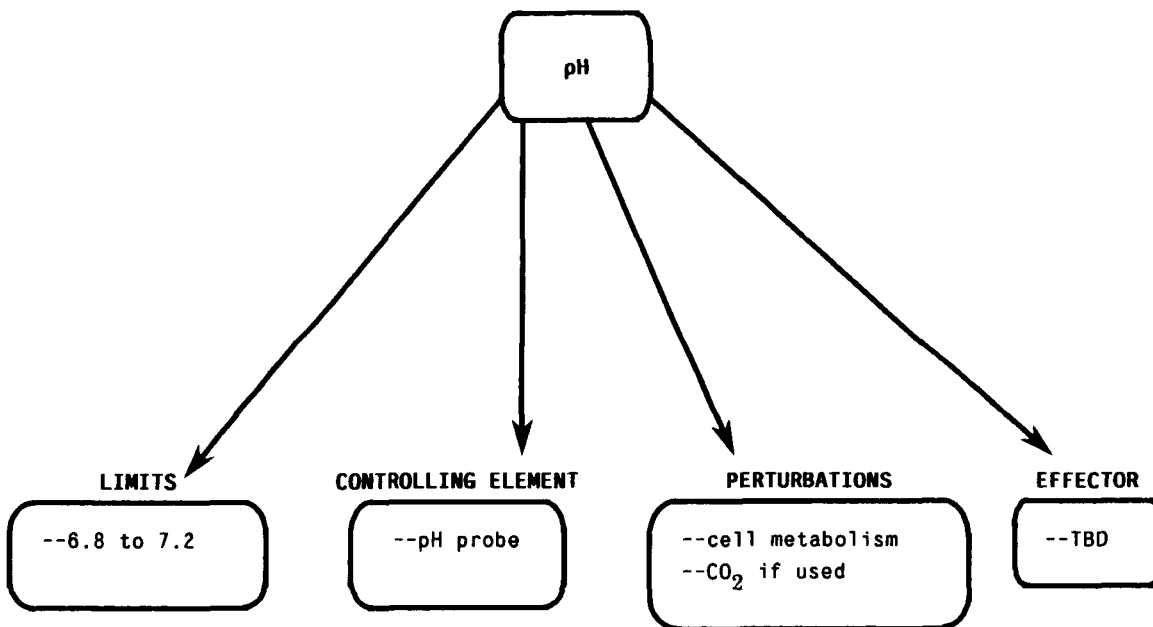 pH
LIMITS
--6.8 to 7.2
CONTROLLING ELEMENT
--pH probe
PERTURBATIONS
--cell metabolism
--CO₂ if used
EFFECTOR
--TBD